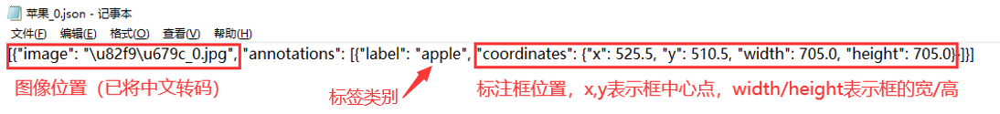 苹果_0.json - 记事本
文件(F) 编辑(E) 格式(O) 查看(V) 帮助(H)
[{"image": "\u82f9\u679c_0.jpg", "annotations": [{"label": "apple", "coordinates": {"x": 525.5, "y": 510.5, "width": 705.0, "height": 705.0}}]}]
图像位置（已将中文转码） 标签类别 标注框位置，x,y表示框中心点，width/height表示框的宽/高